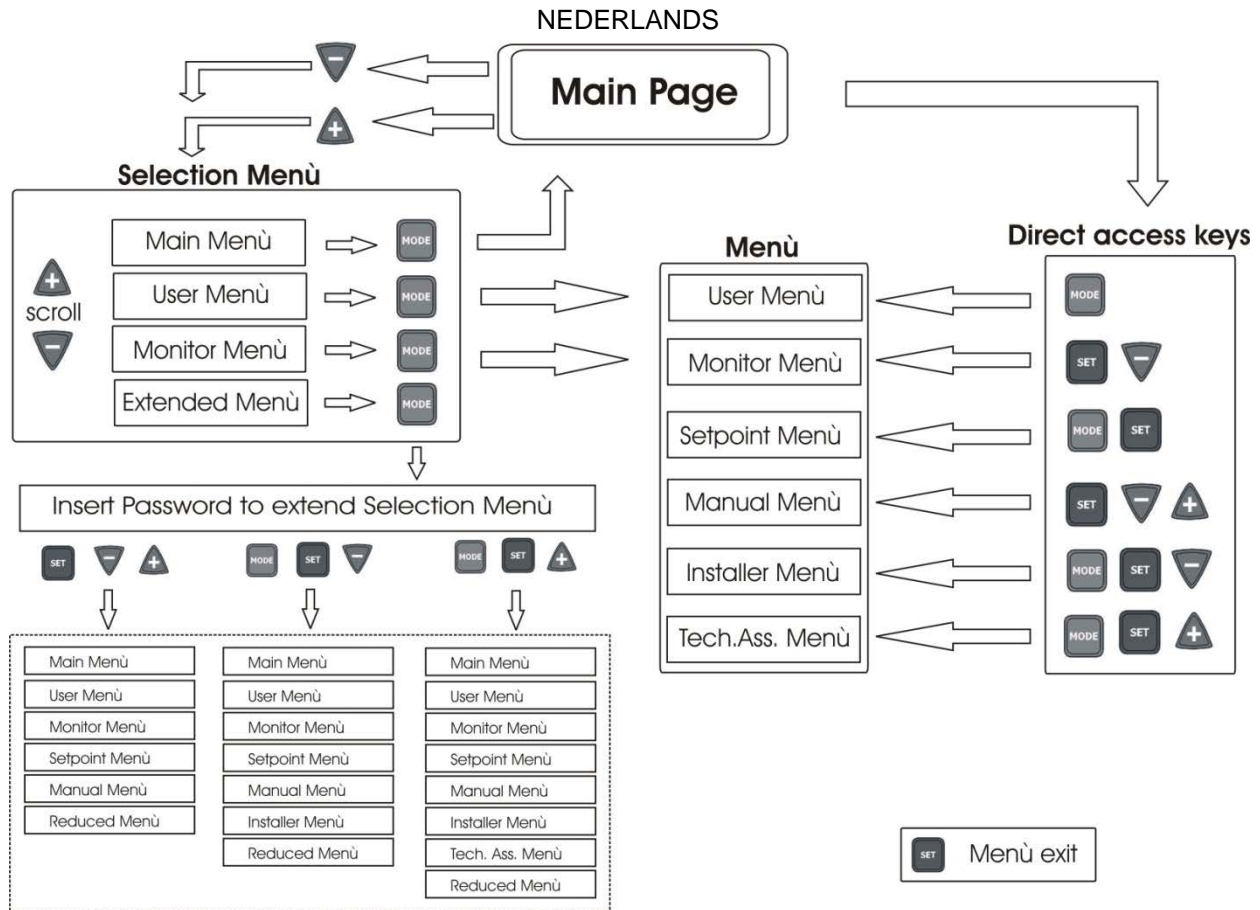 NEDERLANDS
Main Page
Selection Menù
Main Menù
MODE
User Menù
MODE
scroll
Monitor Menù
MODE
Extended Menù
MODE
Insert Password to extend Selection Menù
SET
MODE SET
MODE SET
Main Menù
User Menù
Monitor Menù
Setpoint Menù
Manual Menù
Reduced Menù
Main Menù
User Menù
Monitor Menù
Setpoint Menù
Manual Menù
Installer Menù
Reduced Menù
Main Menù
User Menù
Monitor Menù
Setpoint Menù
Manual Menù
Installer Menù
Tech. Ass. Menù
Reduced Menù
Menù
User Menù
Monitor Menù
Setpoint Menù
Manual Menù
Installer Menù
Tech.Ass. Menù
Direct access keys
MODE
SET
MODE SET
SET
MODE SET
MODE SET
SET Menù exit